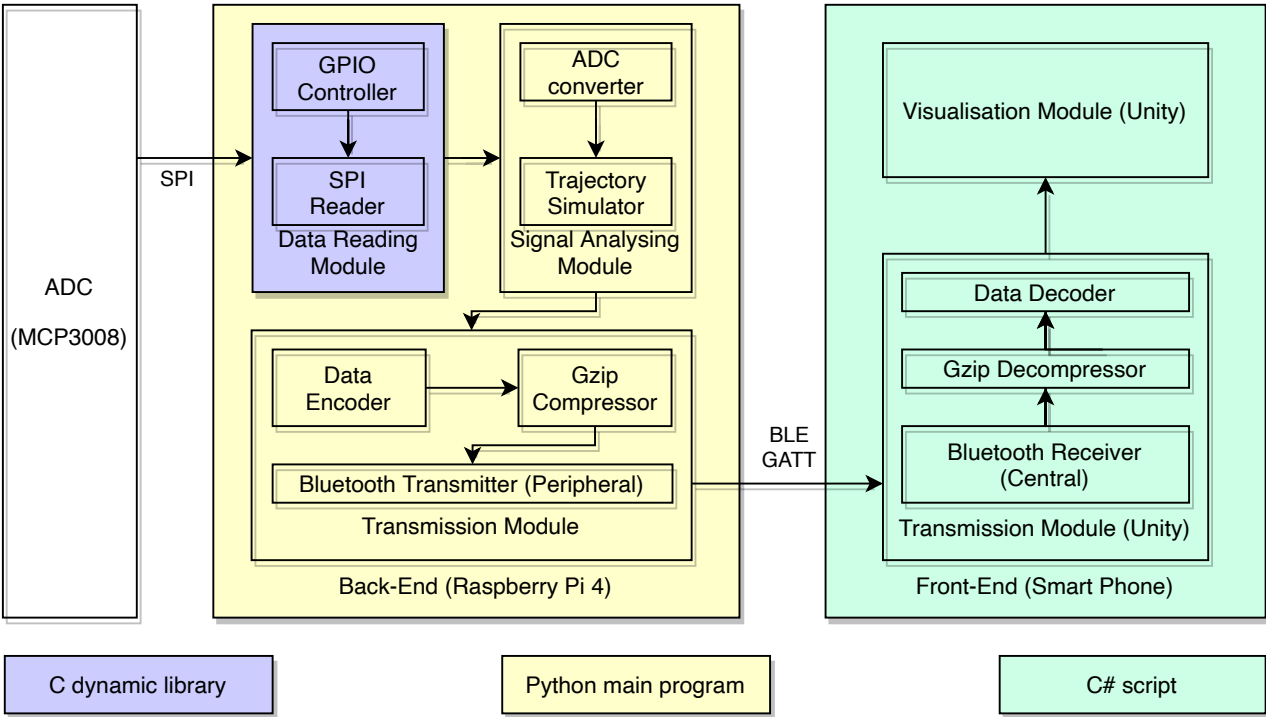 ADC
(MCP3008)
SPI
GPIO
Controller
SPI
Reader
Data Reading
Module
ADC
converter
Trajectory
Simulator
Signal Analysing
Module
Data
Encoder
Gzip
Compressor
Bluetooth Transmitter (Peripheral)
Transmission Module
Back-End (Raspberry Pi 4)
BLE
GATT
Visualisation Module (Unity)
Data Decoder
Gzip Decompressor
Bluetooth Receiver
(Central)
Transmission Module (Unity)
Front-End (Smart Phone)
C dynamic library
Python main program
C# script